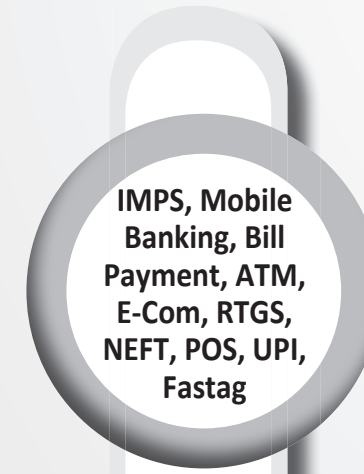 IMPS, Mobile
Banking, Bill
Payment, ATM,
E-Com, RTGS,
NEFT, POS, UPI,
Fastag